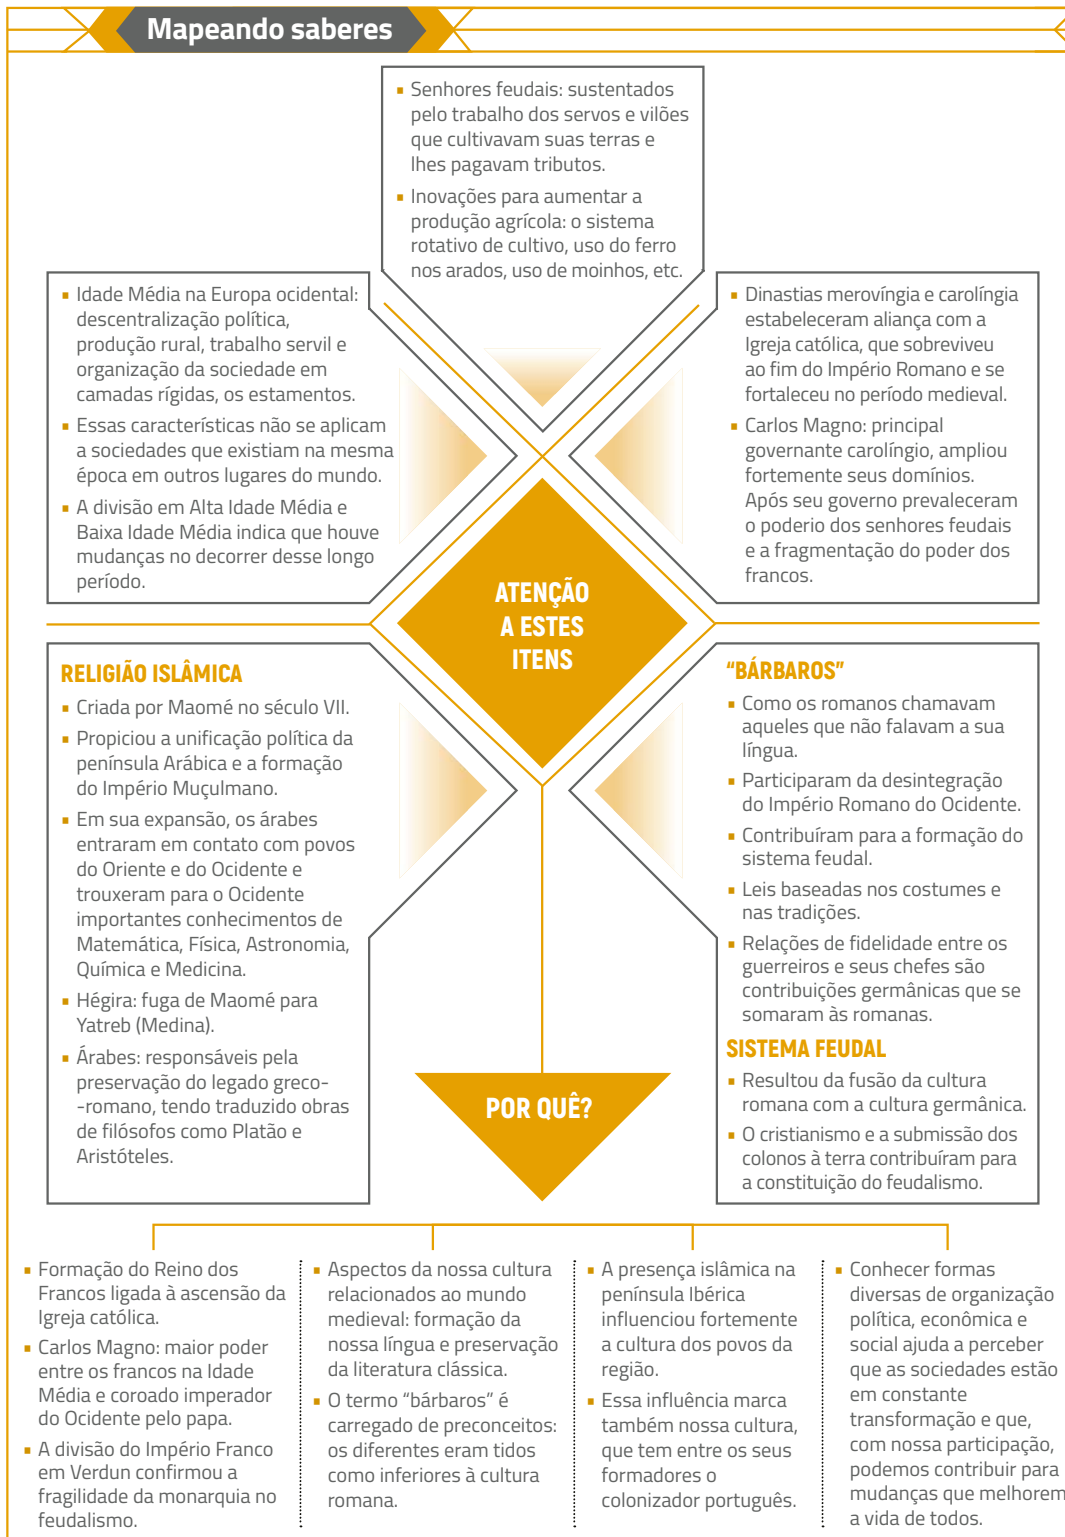 Mapeando saberes
▪ Senhores feudais: sustentados
pelo trabalho dos servos e vilões
que cultivavam suas terras e
lhes pagavam tributos.
▪ Inovações para aumentar a
produção agrícola: o sistema
rotativo de cultivo, uso do ferro
nos arados, uso de moinhos, etc.
▪ Idade Média na Europa ocidental:
descentralização política,
produção rural, trabalho servil e
organização da sociedade em
camadas rígidas, os estamentos.
▪ Essas características não se aplicam
a sociedades que existiam na mesma
época em outros lugares do mundo.
▪ A divisão em Alta Idade Média e
Baixa Idade Média indica que houve
mudanças no decorrer desse longo
período.
▪ Dinastias merovíngia e carolíngia
estabeleceram aliança com a
Igreja católica, que sobreviveu
ao fim do Império Romano e se
fortaleceu no período medieval.
▪ Carlos Magno: principal
governante carolíngio, ampliou
fortemente seus domínios.
Após seu governo prevaleceram
o poderio dos senhores feudais
e a fragmentação do poder dos
francos.
ATENÇÃO
A ESTES
ITENS
RELIGIÃO ISLÂMICA
▪ Criada por Maomé no século VII.
▪ Propiciou a unificação política da
península Arábica e a formação
do Império Muçulmano.
▪ Em sua expansão, os árabes
entraram em contato com povos
do Oriente e do Ocidente e
trouxeram para o Ocidente
importantes conhecimentos de
Matemática, Física, Astronomia,
Química e Medicina.
▪ Hégira: fuga de Maomé para
Yatreb (Medina).
▪ Árabes: responsáveis pela
preservação do legado greco-
-romano, tendo traduzido obras
de filósofos como Platão e
Aristóteles.
"BÁRBAROS"
▪ Como os romanos chamavam
aqueles que não falavam a sua
língua.
▪ Participaram da desintegração
do Império Romano do Ocidente.
▪ Contribuíram para a formação do
sistema feudal.
▪ Leis baseadas nos costumes e
nas tradições.
▪ Relações de fidelidade entre os
guerreiros e seus chefes são
contribuições germânicas que se
somaram às romanas.
SISTEMA FEUDAL
▪ Resultou da fusão da cultura
romana com a cultura germânica.
▪ O cristianismo e a submissão dos
colonos à terra contribuíram para
a constituição do feudalismo.
POR QUÊ?
▪ Formação do Reino dos
Francos ligada à ascensão da
Igreja católica.
▪ Carlos Magno: maior poder
entre os francos na Idade
Média e coroado imperador
do Ocidente pelo papa.
▪ A divisão do Império Franco
em Verdun confirmou a
fragilidade da monarquia no
feudalismo.
▪ Aspectos da nossa cultura
relacionados ao mundo
medieval: formação da
nossa língua e preservação
da literatura clássica.
▪ O termo "bárbaros" é
carregado de preconceitos:
os diferentes eram tidos
como inferiores à cultura
romana.
▪ A presença islâmica na
península Ibérica
influenciou fortemente
a cultura dos povos da
região.
▪ Essa influência marca
também nossa cultura,
que tem entre os seus
formadores o
colonizador português.
▪ Conhecer formas
diversas de organização
política, econômica e
social ajuda a perceber
que as sociedades estão
em constante
transformação e que,
com nossa participação,
podemos contribuir para
mudanças que melhorem
a vida de todos.